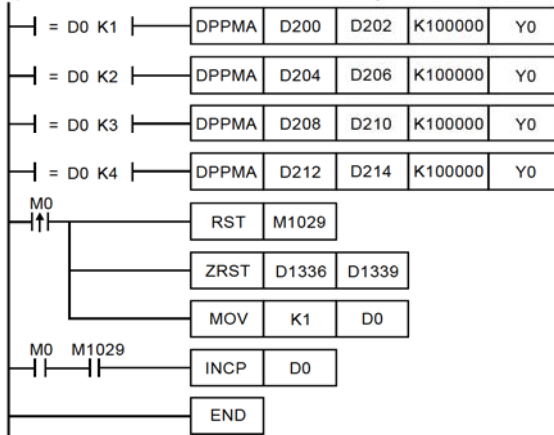 = D0 K1 DPPMA D200 D202 K100000 Y0
= D0 K2 DPPMA D204 D206 K100000 Y0
= D0 K3 DPPMA D208 D210 K100000 Y0
= D0 K4 DPPMA D212 D214 K100000 Y0
M0
RST M1029
ZRST D1336 D1339
MOV K1 D0
M0 M1029
INCP D0
END